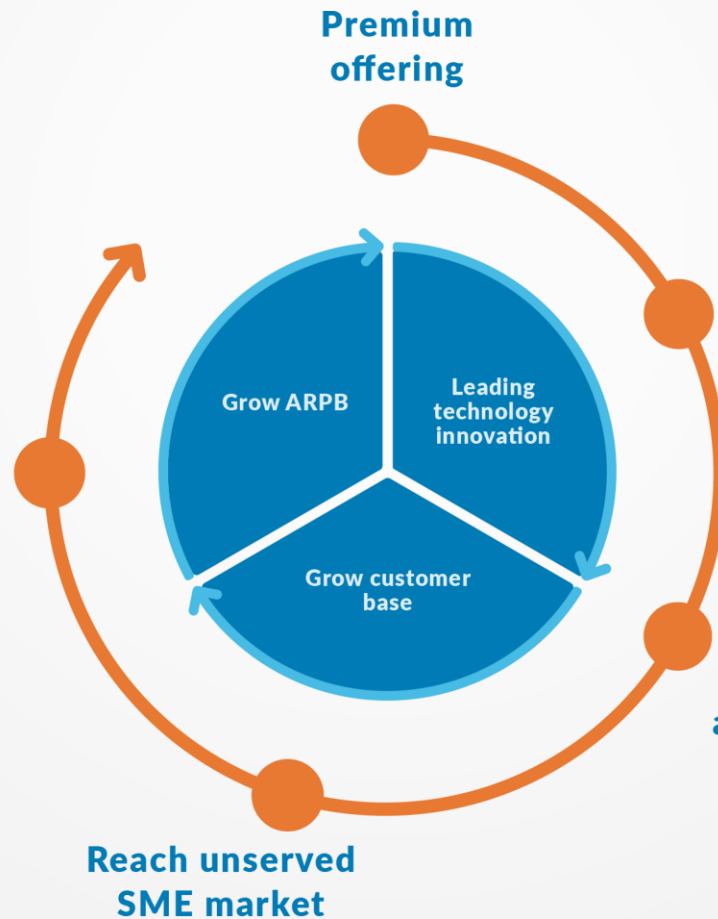 Premium
offering
Leading
technology
innovation
Grow ARPB
Grow customer
base
Reach unserved
SME market